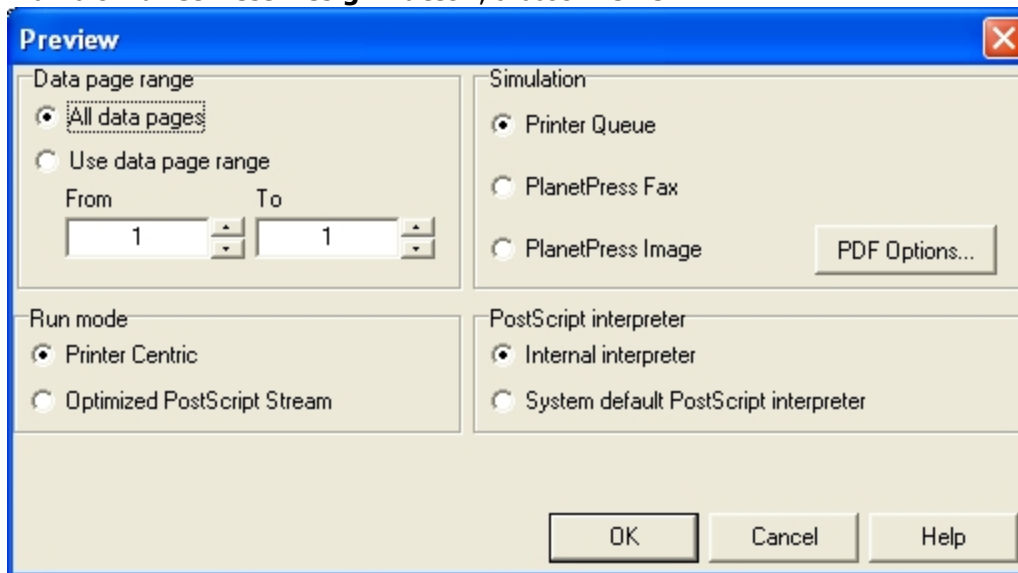 Preview
Data page range
All data pages
Use data page range
From To
1 1
Simulation
Printer Queue
PlanetPress Fax
PlanetPress Image
PDF Options...
Run mode
Printer Centric
Optimized PostScript Stream
PostScript interpreter
Internal interpreter
System default PostScript interpreter
OK Cancel Help